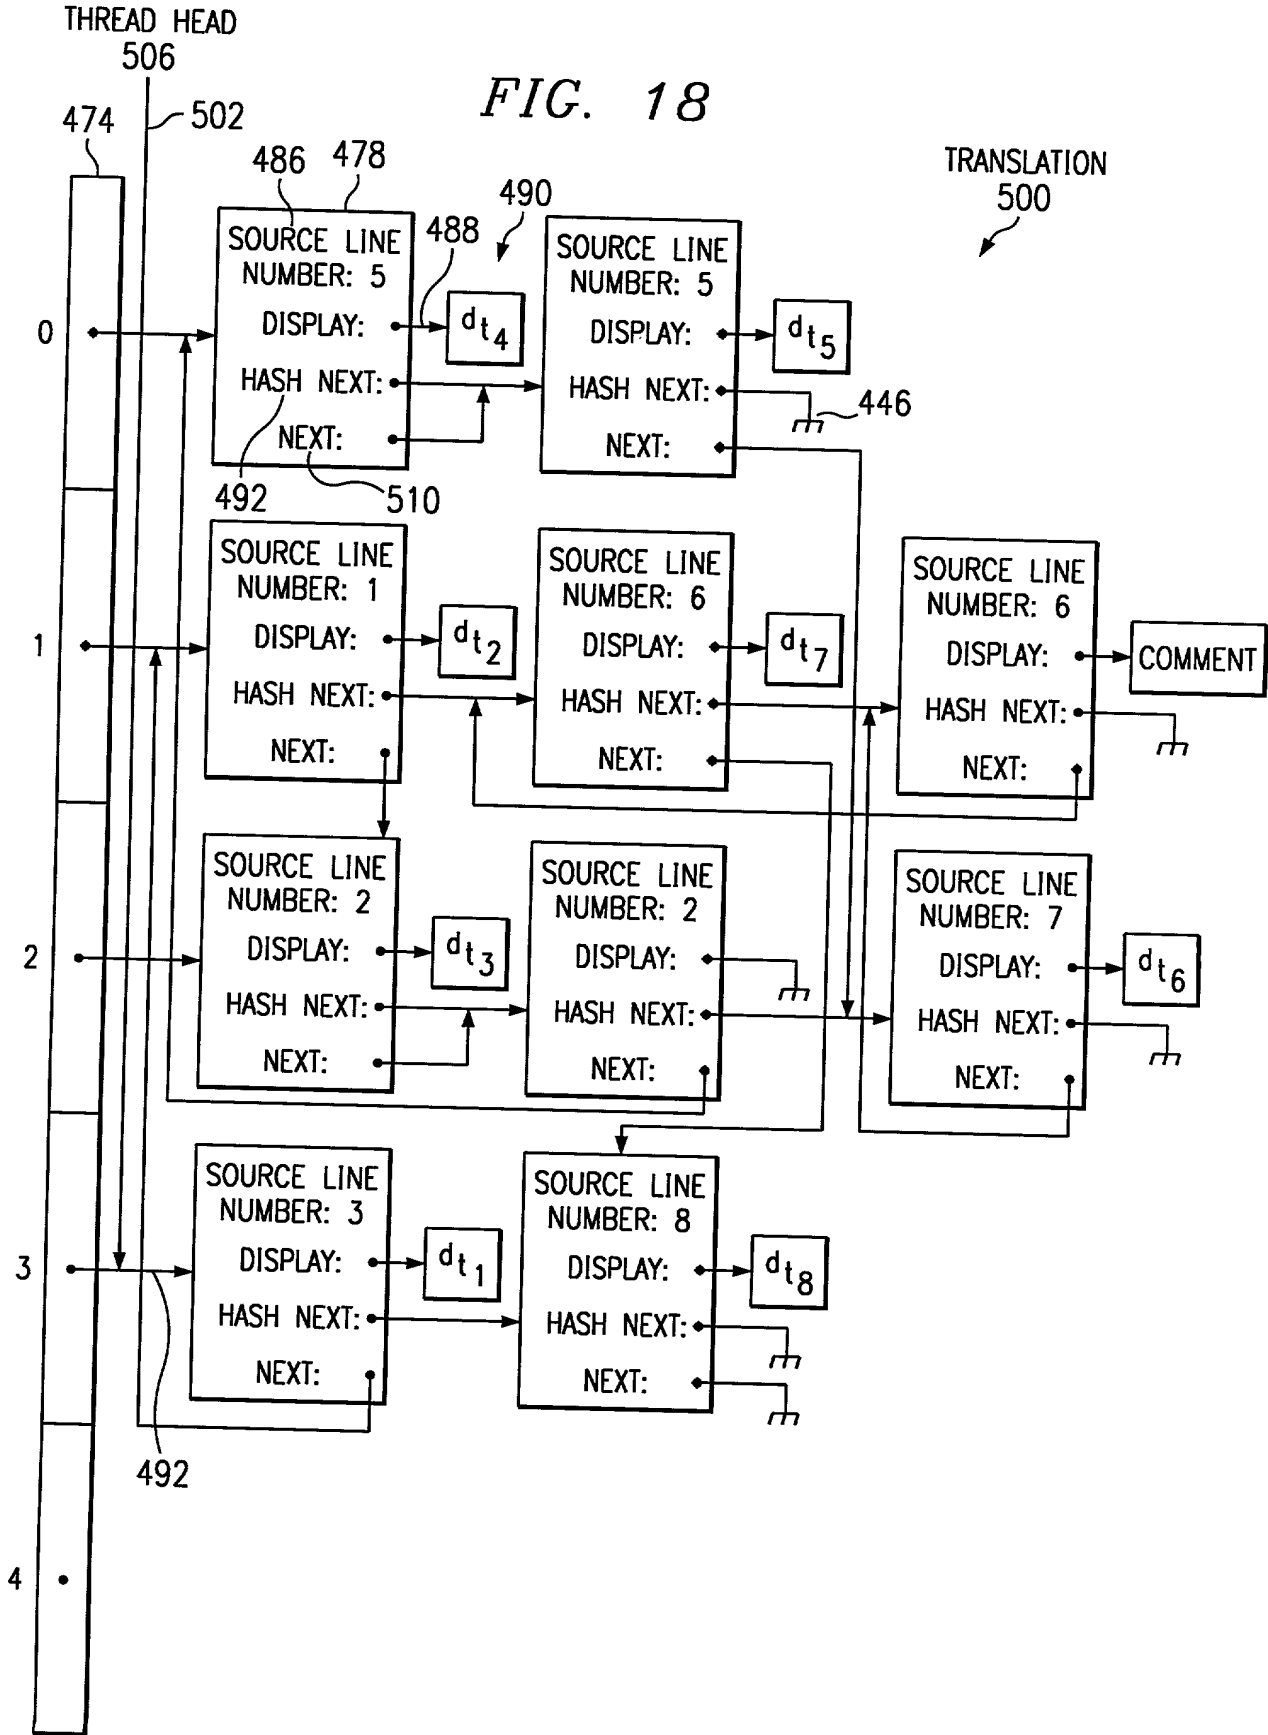 THREAD HEAD
506
FIG. 18
474
502
486
478
490
488
TRANSLATION
500
0
SOURCE LINE
NUMBER: 5
DISPLAY:
HASH NEXT:
NEXT:
dt4
SOURCE LINE
NUMBER: 5
DISPLAY:
HASH NEXT:
NEXT:
dt5
446
492
510
1
SOURCE LINE
NUMBER: 1
DISPLAY:
HASH NEXT:
NEXT:
dt2
SOURCE LINE
NUMBER: 6
DISPLAY:
HASH NEXT:
NEXT:
dt7
SOURCE LINE
NUMBER: 6
DISPLAY:
HASH NEXT:
NEXT:
COMMENT
2
SOURCE LINE
NUMBER: 2
DISPLAY:
HASH NEXT:
NEXT:
dt3
SOURCE LINE
NUMBER: 2
DISPLAY:
HASH NEXT:
NEXT:
SOURCE LINE
NUMBER: 7
DISPLAY:
HASH NEXT:
NEXT:
dt6
3
SOURCE LINE
NUMBER: 3
DISPLAY:
HASH NEXT:
NEXT:
dt1
SOURCE LINE
NUMBER: 8
DISPLAY:
HASH NEXT:
NEXT:
dt8
492
4